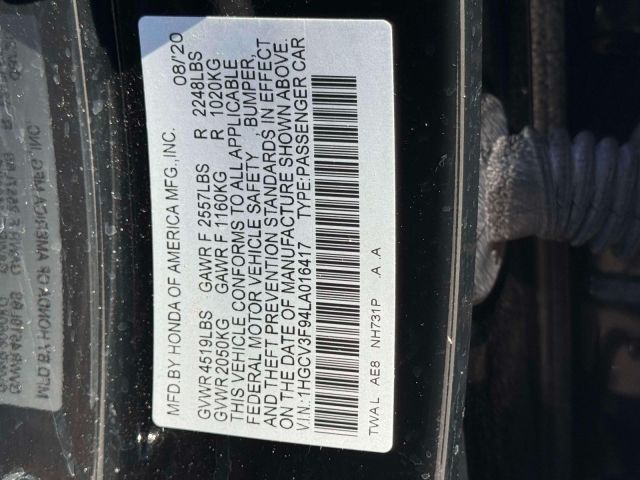 MFD.BY HONDA OF AMERICA MFG.,INC. 08/'20
GVWR 4519LBS GAWR F 2557LBS R 2248LBS
GVWR 2050KG GAWR F 1160KG R 1020KG
THIS VEHICLE CONFORMS TO ALL APPLICABLE
FEDERAL MOTOR VEHICLE SAFETY , BUMPER,
AND THEFT PREVENTION STANDARDS IN EFFECT
ON THE DATE OF MANUFACTURE SHOWN ABOVE.
V.I.N.:1HGCV3F94LA016417 TYPE:PASSENGER CAR
TWAL AE8 NH731P .A .A